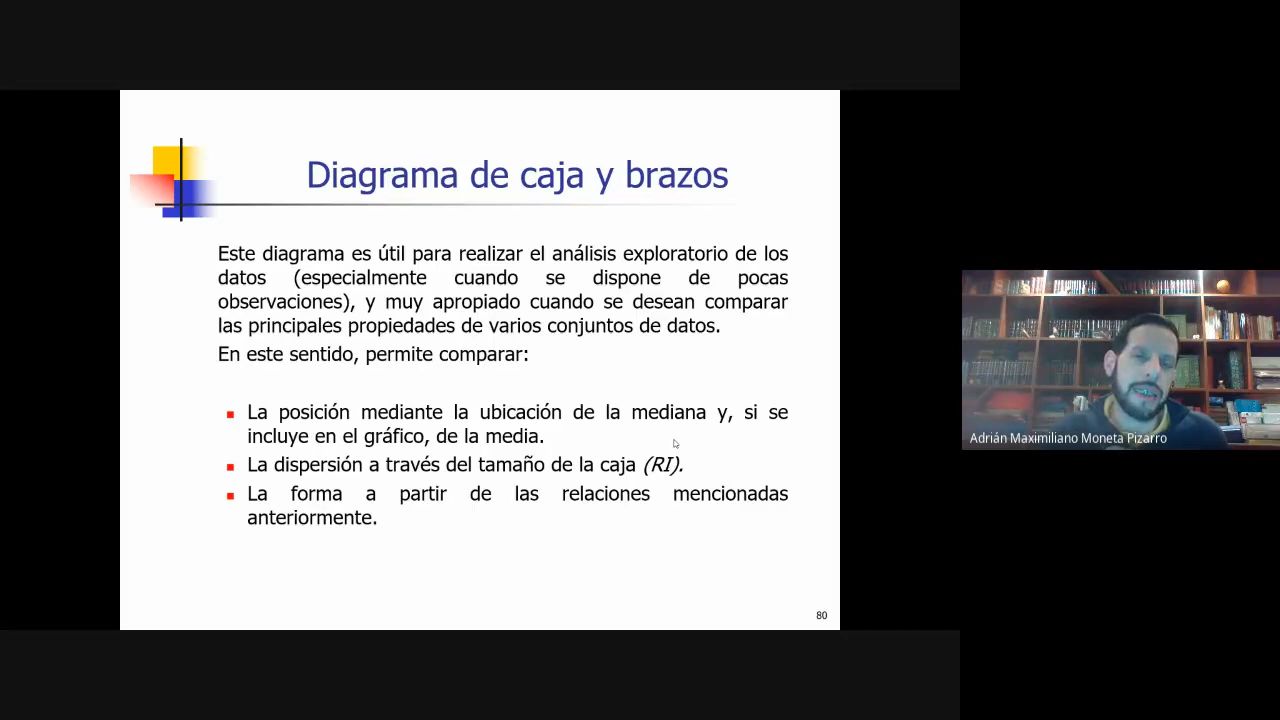 Diagrama de caja y brazos
Este diagrama es útil para realizar el análisis exploratorio de los
datos (especialmente cuando se dispone de pocas
observaciones), y muy apropiado cuando se desean comparar
las principales propiedades de varios conjuntos de datos.
En este sentido, permite comparar:
La posición mediante la ubicación de la mediana y, si se
incluye en el gráfico, de la media.
La dispersión a través del tamaño de la caja (RI).
La forma a partir de las relaciones mencionadas
anteriormente.
80
Adrián Maximiliano Moneta Pizarro